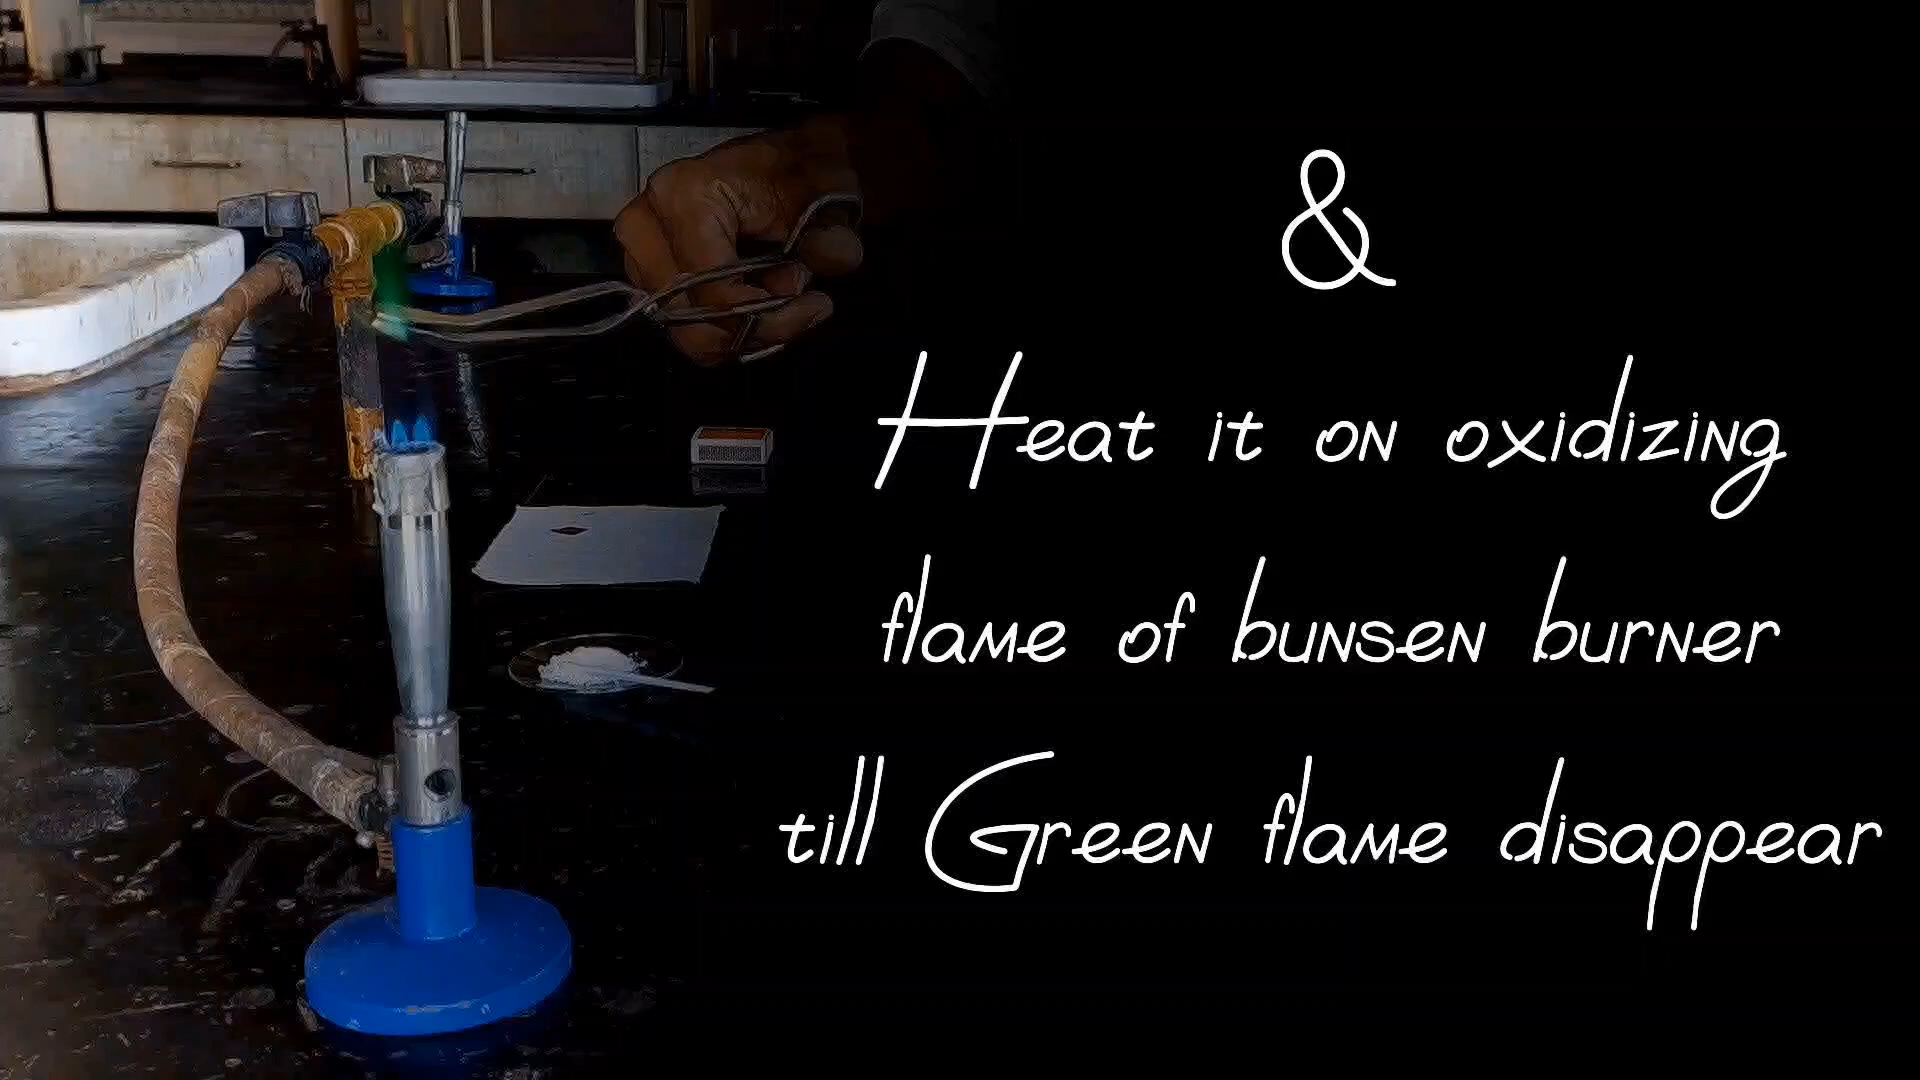 &
Heat it on oxidizing
flame of bunsen burner
till Green flame disappear